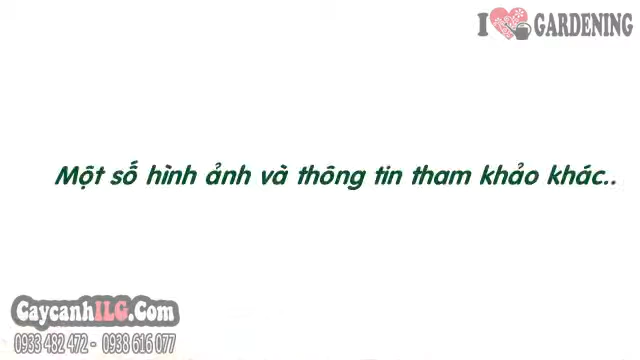 I GARDENING
Một số hình ảnh và thông tin tham khảo khác..
CaycanhILG.Com
0933 482 472 - 0938 616 077